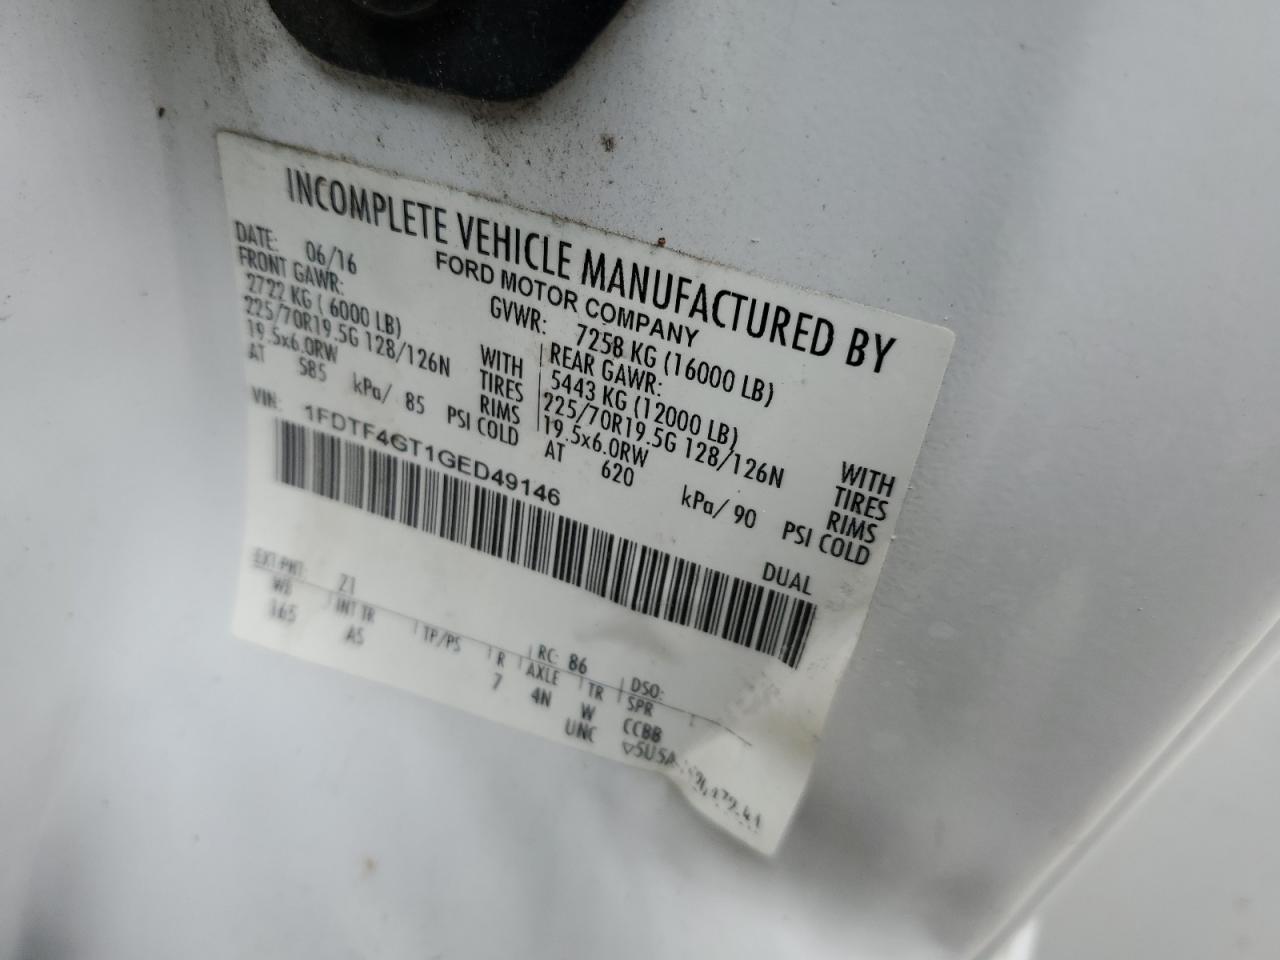 INCOMPLETE VEHICLE MANUFACTURED BY
FORD MOTOR COMPANY
DATE: 06/16 GVWR: 7258 KG (16000 LB)
FRONT GAWR: REAR GAWR:
2722 KG ( 6000 LB) WITH 5443 KG (12000 LB) WITH
225/70R19.5G 128/126N TIRES 225/70R19.5G 128/126N TIRES
19.5x6.0RW RIMS 19.5x6.0RW RIMS
AT 585 kPa/ 85 PSI COLD AT 620 kPa/ 90 PSI COLD
VIN: 1FDTF4GT1GED49146 DUAL
EXT PNT: Z1 RC: 86 DSO:
WB INT TR TP/PS R AXLE TR SPR
165 AS 7 4N W CCBB
UNC